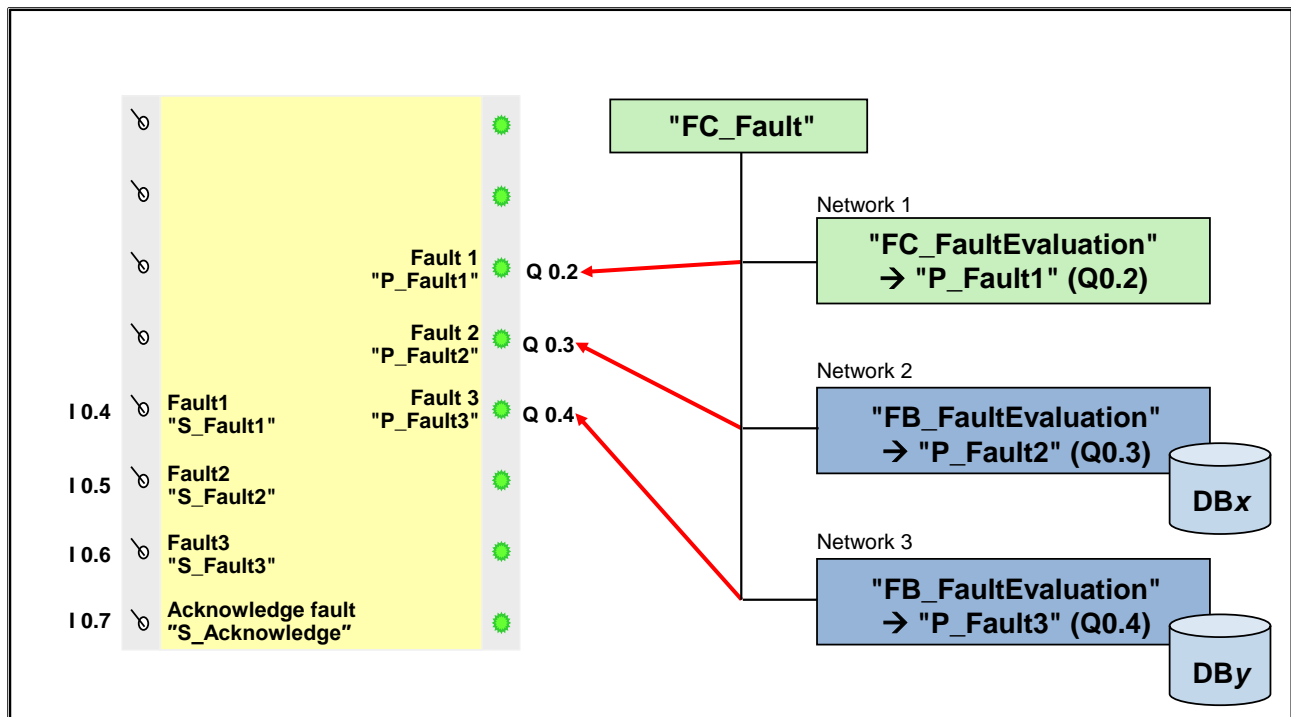 "FC_Fault"
Network 1
"FC_FaultEvaluation"
→ "P_Fault1" (Q0.2)
Fault 1
"P_Fault1"
Q 0.2
Fault 2
"P_Fault2"
Q 0.3
Network 2
"FB_FaultEvaluation"
→ "P_Fault2" (Q0.3)
DBx
I 0.4
Fault1
"S_Fault1"
Fault 3
"P_Fault3"
Q 0.4
I 0.5
Fault2
"S_Fault2"
I 0.6
Fault3
"S_Fault3"
Network 3
"FB_FaultEvaluation"
→ "P_Fault3" (Q0.4)
DBy
I 0.7
Acknowledge fault
"S_Acknowledge"